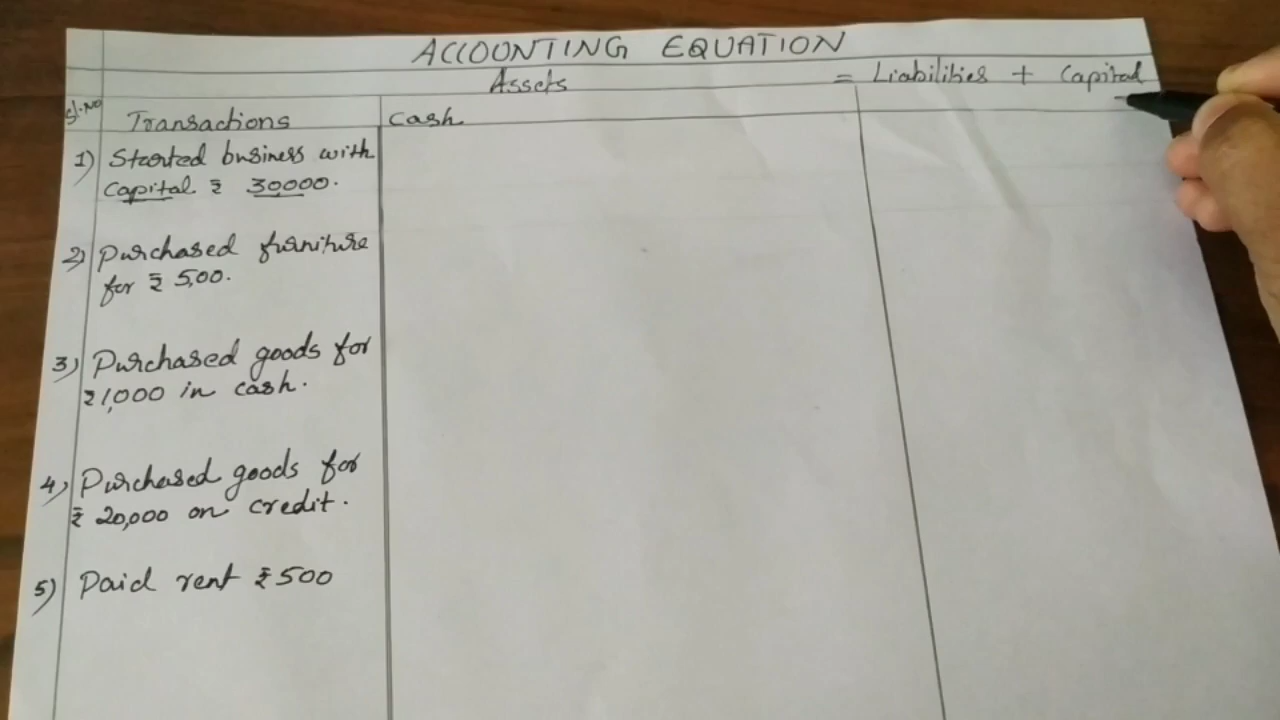 ACCOUNTING EQUATION
Assets = Liabilities + Capital
Sl.No Transactions Cash
1) Started business with
Capital ₹ 30000.
2) Purchased furniture
for ₹ 5,00.
3) Purchased goods for
₹1,000 in cash.
4) Purchased goods for
₹ 20,000 on credit.
5) Paid rent ₹500